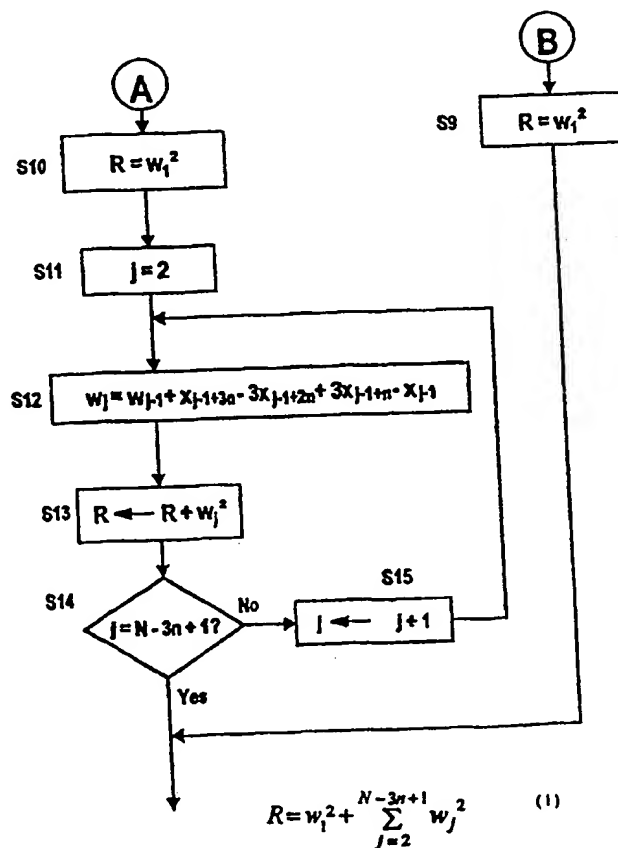 A
B
S9 R = w₁²
S10 R = w₁²
S11 j = 2
S12 wⱼ = wⱼ₋₁ + xⱼ₋₁₊₃ₙ - 3xⱼ₋₁₊₂ₙ + 3xⱼ₋₁₊ₙ - xⱼ₋₁
S13 R ← R + wⱼ²
S14 j = N - 3n + 1?
No
S15
j ← j + 1
Yes
R = w₁² + ∑_{j=2}^{N-3n+1} wⱼ² (1)